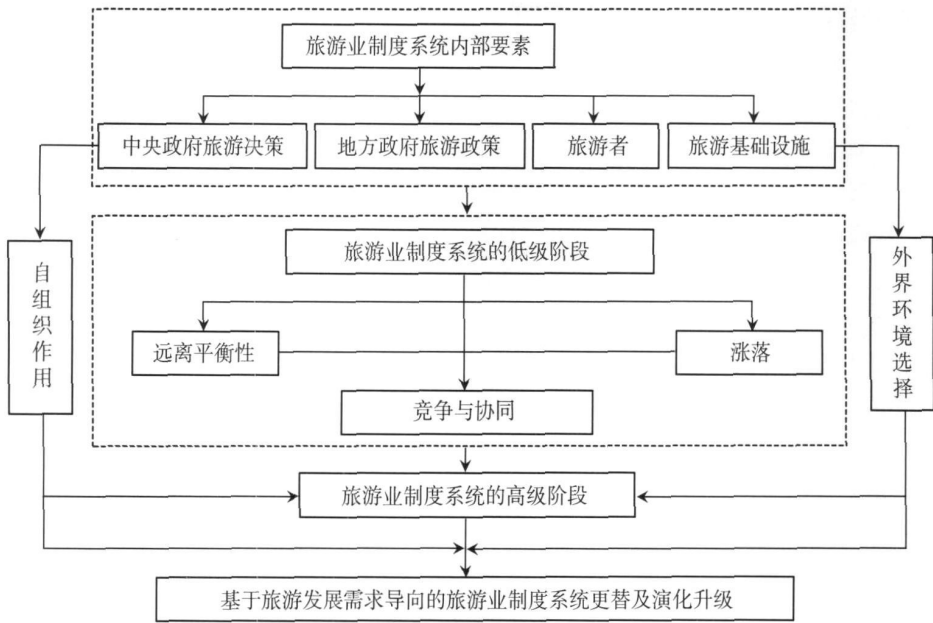 旅游业制度系统内部要素
中央政府旅游决策
地方政府旅游政策
旅游者
旅游基础设施
自组织作用
旅游业制度系统的低级阶段
外界环境选择
远离平衡性
涨落
竞争与协同
旅游业制度系统的高级阶段
基于旅游发展需求导向的旅游业制度系统更替及演化升级